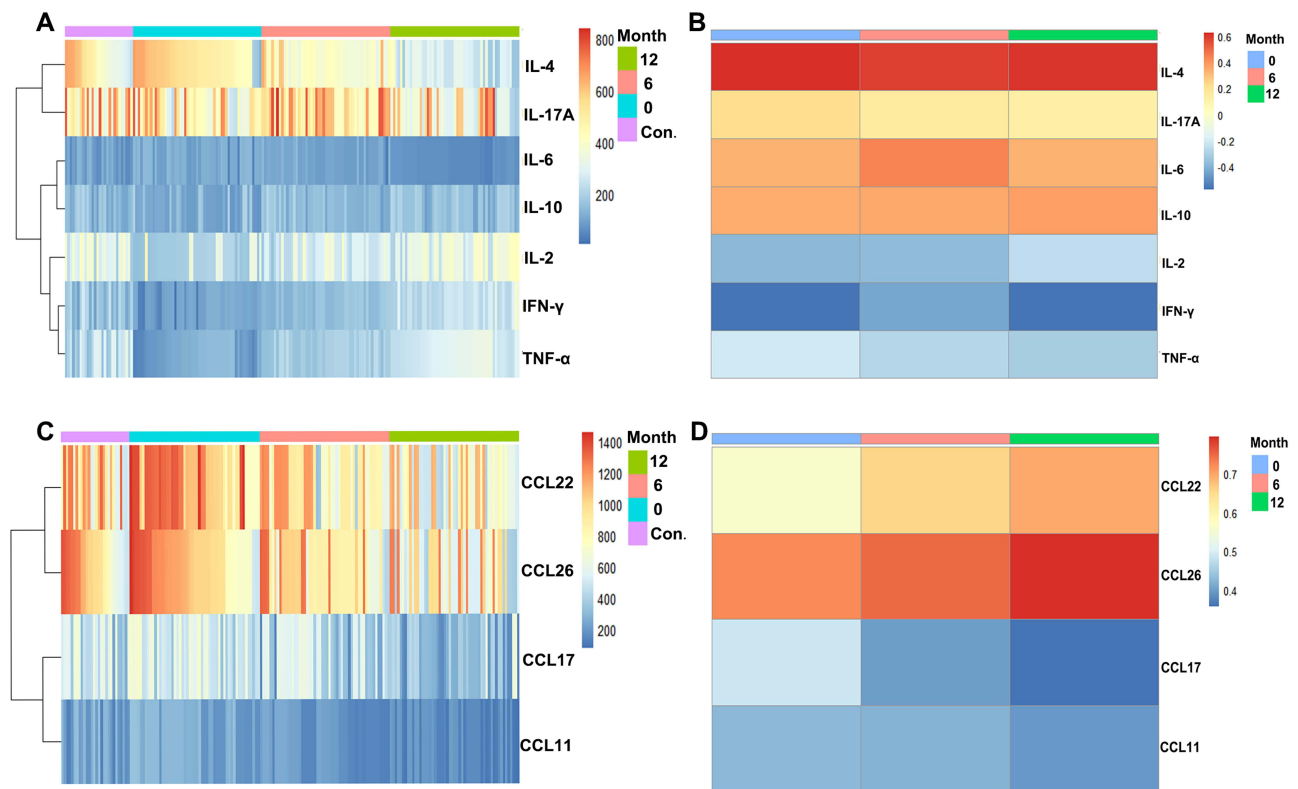 A
Month
12
6
0
Con.
800
600
400
200
IL-4
IL-17A
IL-6
IL-10
IL-2
IFN-γ
TNF-α
B
Month
0
6
12
0.6
0.4
0.2
0
-0.2
-0.4
IL-4
IL-17A
IL-6
IL-10
IL-2
IFN-γ
TNF-α
C
Month
12
6
0
Con.
1400
1200
1000
800
600
400
200
CCL22
CCL26
CCL17
CCL11
D
Month
0
6
12
0.7
0.6
0.5
0.4
CCL22
CCL26
CCL17
CCL11